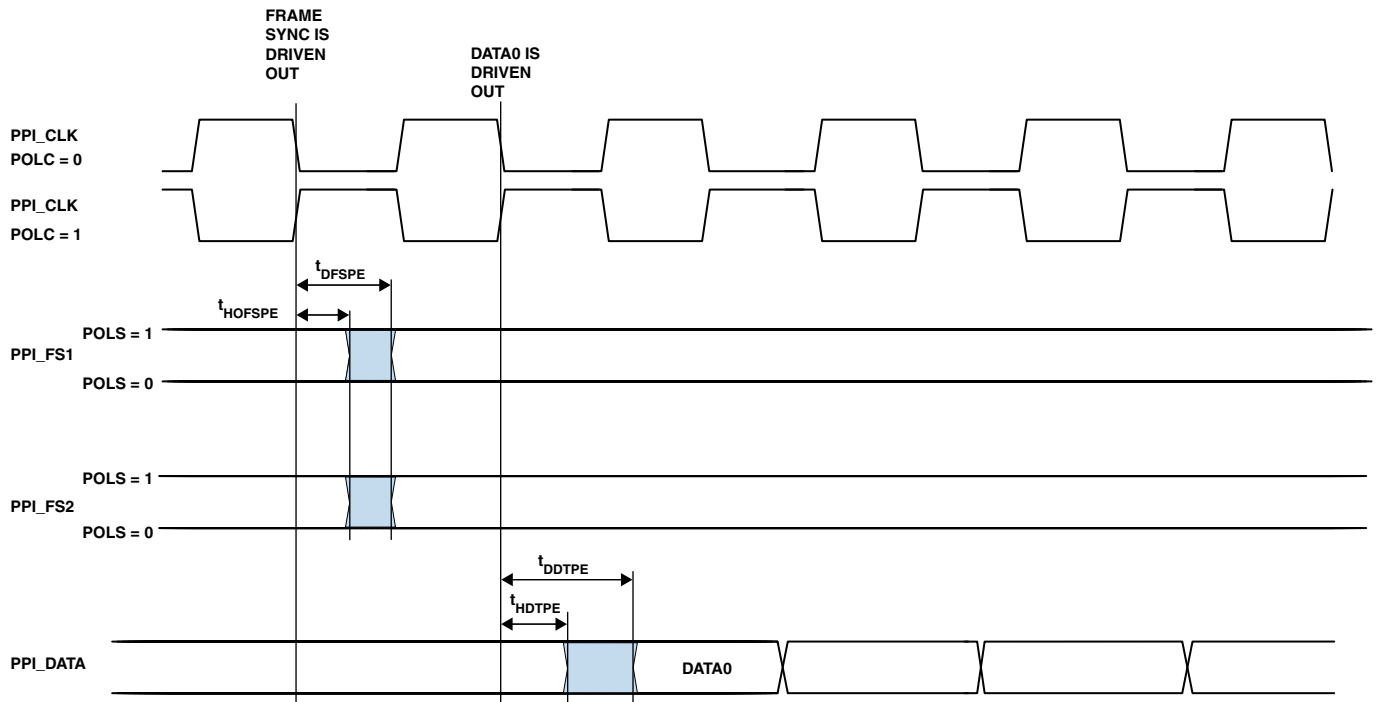 FRAME
SYNC IS
DRIVEN
OUT
DATA0 IS
DRIVEN
OUT
PPI_CLK
POLC = 0
PPI_CLK
POLC = 1
tDFSPE
tHOFSPE
POLS = 1
PPI_FS1
POLS = 0
POLS = 1
PPI_FS2
POLS = 0
tDDTPE
tHDTPE
PPI_DATA
DATA0